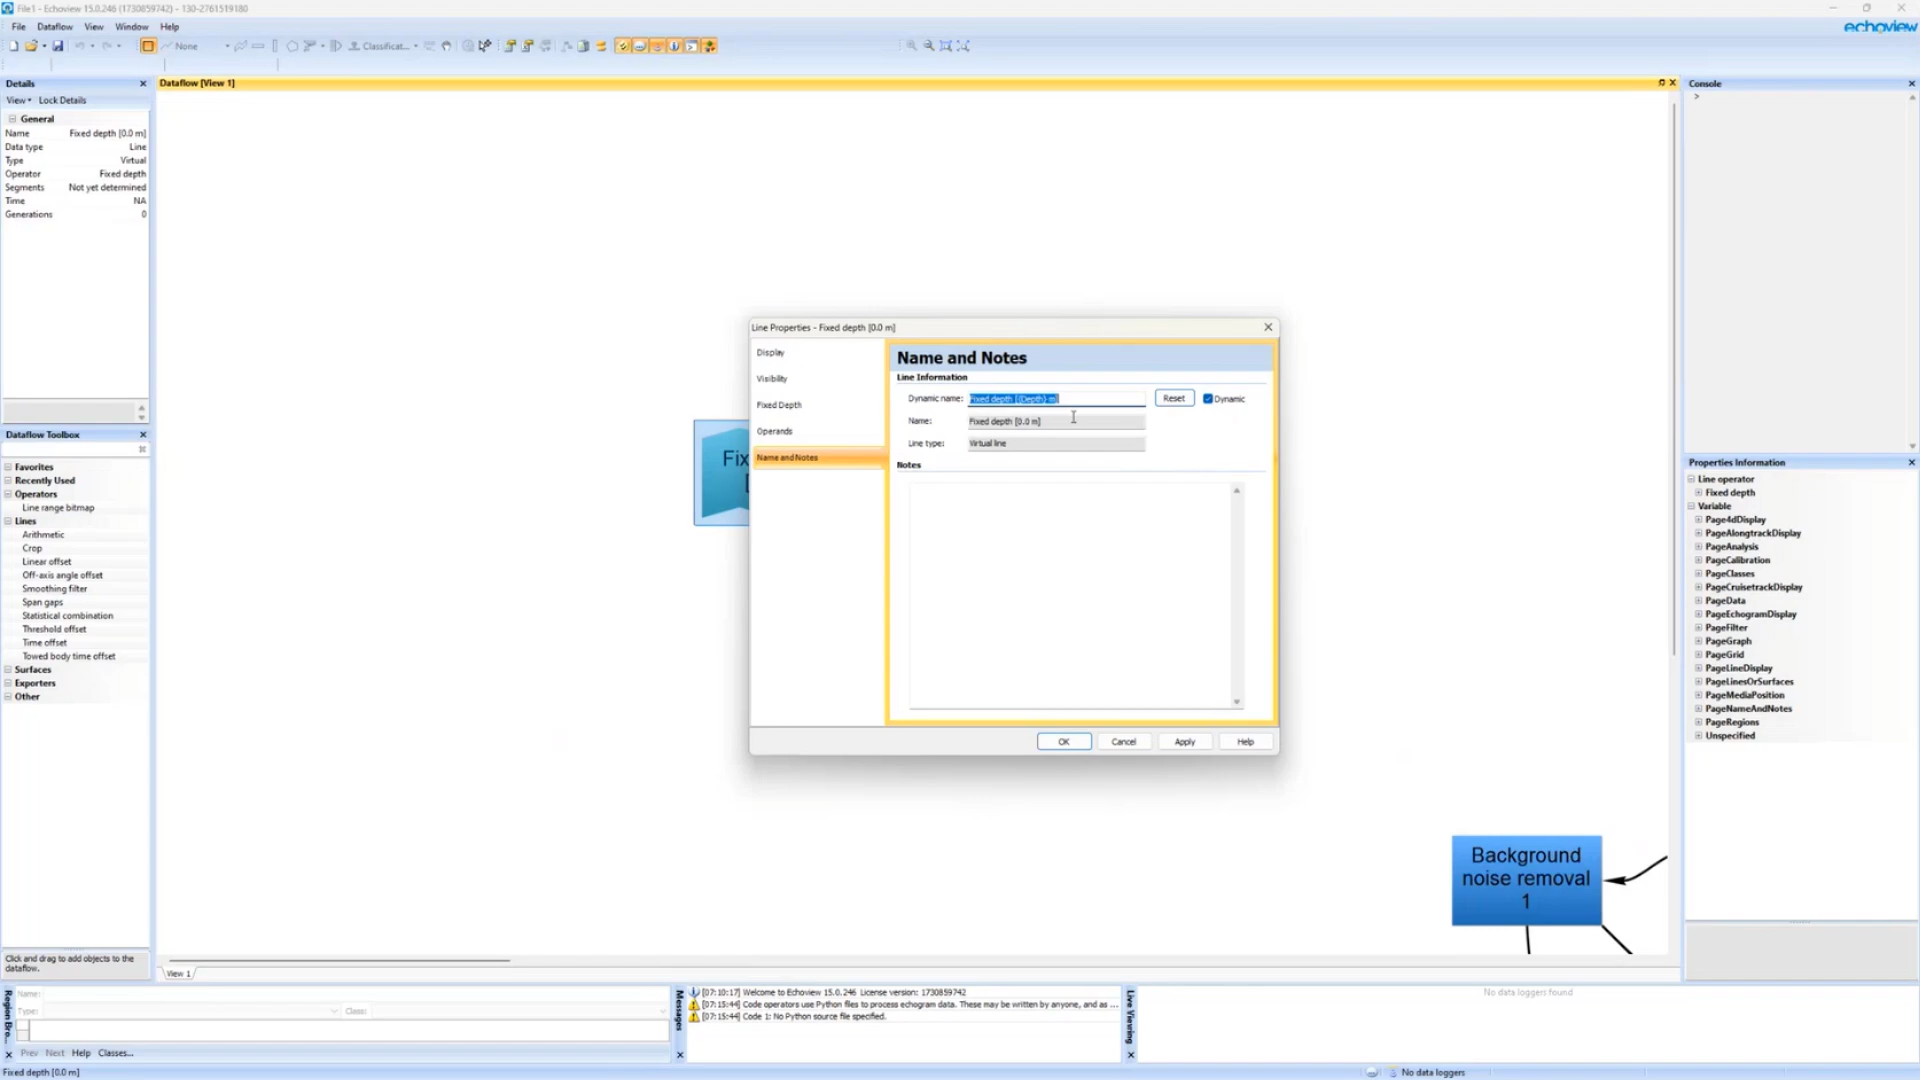 File1 - Echoview 15.0.246 (1730859742) - 130-2761519180
File Dataflow View Window Help
echoview
None
Classificat...
Details
View Lock Details
General
Name Fixed depth [0.0 m]
Data type Line
Type Virtual
Operator Fixed depth
Segments Not yet determined
Time NA
Generations 0
Dataflow Toolbox
Favorites
Recently Used
Operators
Line range bitmap
Lines
Arithmetic
Crop
Linear offset
Off-axis angle offset
Smoothing filter
Span gaps
Statistical combination
Threshold offset
Time offset
Towed body time offset
Surfaces
Exporters
Other
Click and drag to add objects to the
dataflow.
Dataflow [View 1]
Fix
Line Properties - Fixed depth [0.0 m]
Display
Visibility
Fixed Depth
Operands
Name and Notes
Name and Notes
Line Information
Dynamic name: Fixed depth [{Depth} m] Reset Dynamic
Name: Fixed depth [0.0 m]
Line type: Virtual line
Notes
OK Cancel Apply Help
Background
noise removal
1
View 1
Console
>
Properties Information
Line operator
Fixed depth
Variable
Page4dDisplay
PageAlongtrackDisplay
PageAnalysis
PageCalibration
PageClasses
PageCruisetrackDisplay
PageData
PageEchogramDisplay
PageFilter
PageGraph
PageGrid
PageLineDisplay
PageLinesOrSurfaces
PageMediaPosition
PageNameAndNotes
PageRegions
Unspecified
Region Bro...
Name:
Type: Class:
Prev Next Help Classes...
Messages
[07:10:17] Welcome to Echoview 15.0.246 License version: 1730859742
[07:15:44] Code operators use Python files to process echogram data. These may be written by anyone, and as ...
[07:15:44] Code 1: No Python source file specified.
Live Viewing
No data loggers found
Fixed depth [0.0 m]
No data loggers